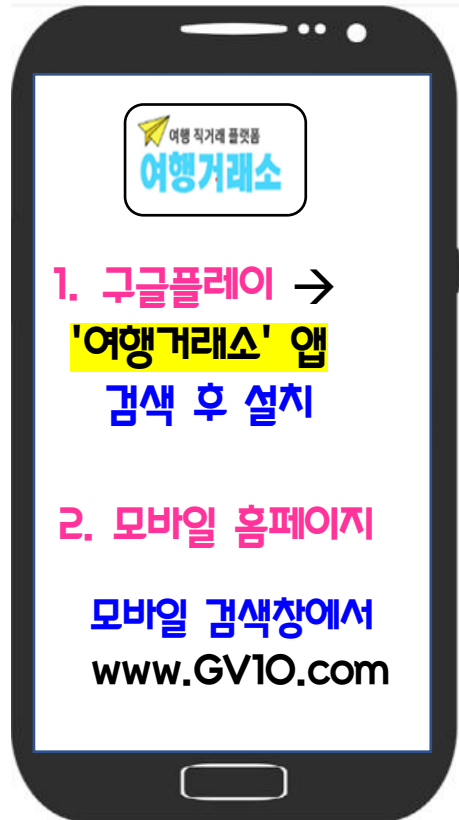 여행 직거래 플랫폼
여행거래소
1. 구글플레이 →
'여행거래소' 앱
검색 후 설치
2. 모바일 홈페이지
모바일 검색창에서
www.GV10.com